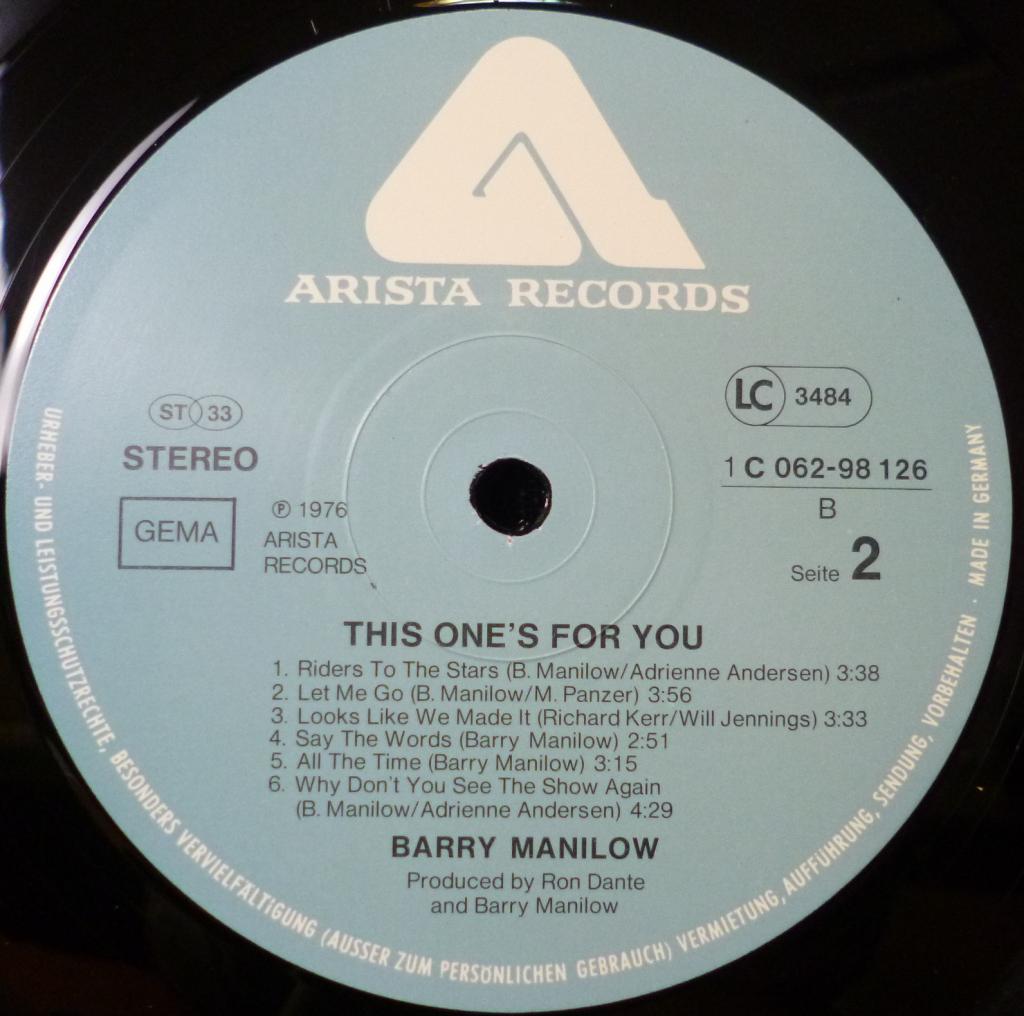 ARISTA RECORDS
ST 33
STEREO
GEMA
℗ 1976
ARISTA
RECORDS
LC 3484
1 C 062-98 126
B
Seite 2
THIS ONE'S FOR YOU
1. Riders To The Stars (B. Manilow/Adrienne Andersen) 3:38
2. Let Me Go (B. Manilow/M. Panzer) 3:56
3. Looks Like We Made It (Richard Kerr/Will Jennings) 3:33
4. Say The Words (Barry Manilow) 2:51
5. All The Time (Barry Manilow) 3:15
6. Why Don't You See The Show Again
(B. Manilow/Adrienne Andersen) 4:29
BARRY MANILOW
Produced by Ron Dante
and Barry Manilow
URHEBER- UND LEISTUNGSSCHUTZRECHTE, BESONDERS VERVIELFÄLTIGUNG (AUSSER ZUM PERSÖNLICHEN GEBRAUCH) VERMIETUNG, AUFFÜHRUNG, SENDUNG, VORBEHALTEN · MADE IN GERMANY